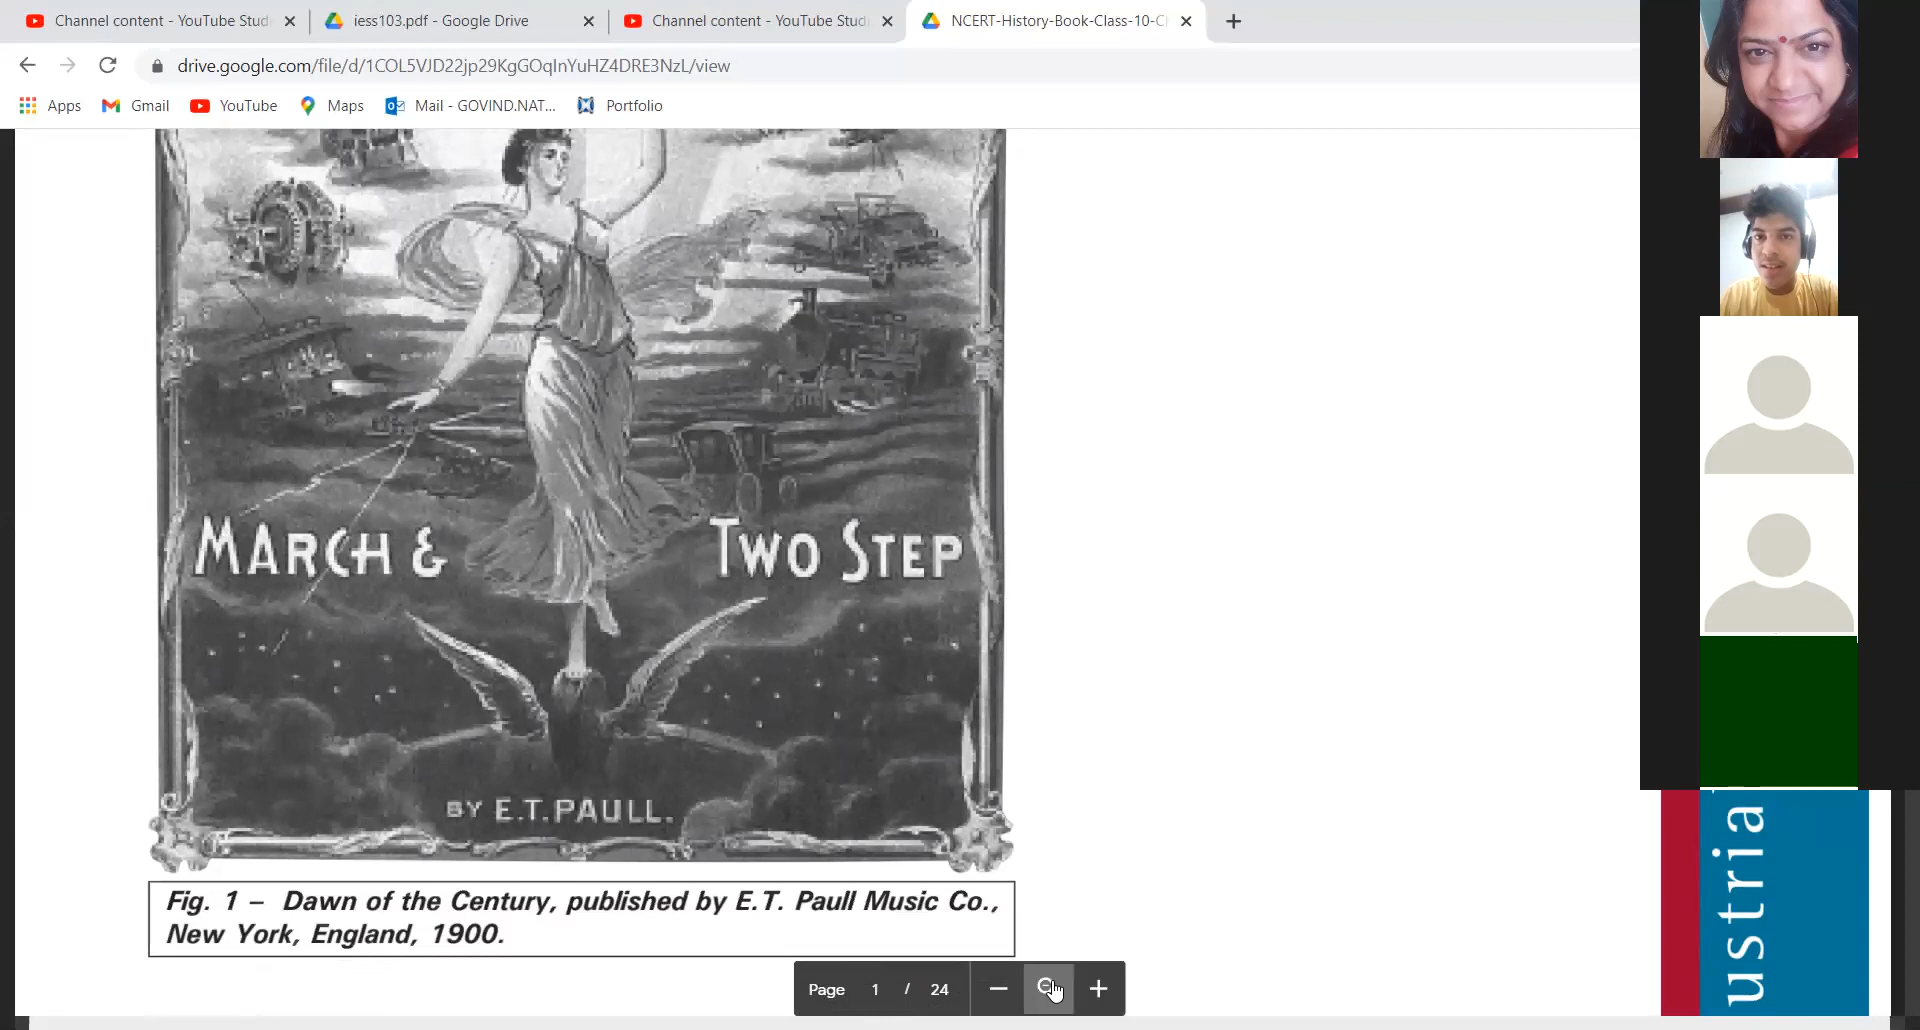 Channel content - YouTube Stud
iess103.pdf - Google Drive
Channel content - YouTube Stud
NCERT-History-Book-Class-10-C
drive.google.com/file/d/1COL5VJD22jp29KgGOqInYuHZ4DRE3NzL/view
Apps
Gmail
YouTube
Maps
Mail - GOVIND.NAT...
Portfolio
MARCH & TWO STEP
BY E.T. PAULL.
Fig. 1 – Dawn of the Century, published by E.T. Paull Music Co.,
New York, England, 1900.
Page 1 / 24
ustria